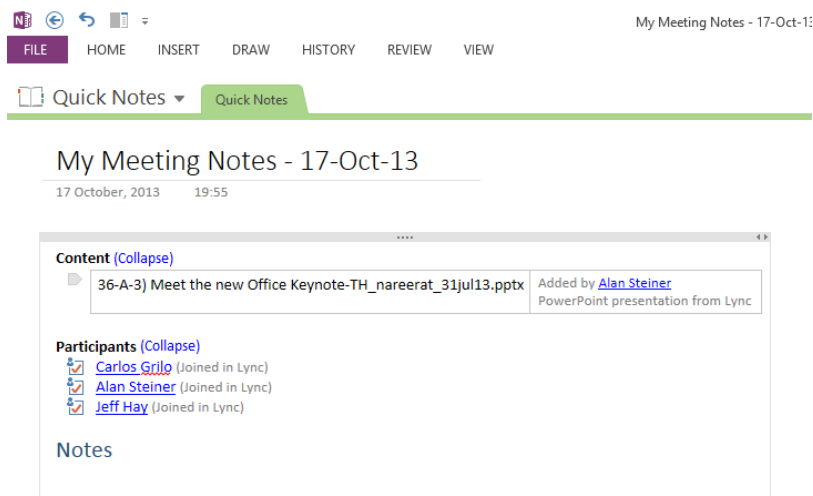 My Meeting Notes - 17-Oct-13
FILE HOME INSERT DRAW HISTORY REVIEW VIEW
Quick Notes Quick Notes
My Meeting Notes - 17-Oct-13
17 October, 2013 19:55
Content (Collapse)
36-A-3) Meet the new Office Keynote-TH_nareerat_31jul13.pptx Added by Alan Steiner
PowerPoint presentation from Lync
Participants (Collapse)
Carlos Grilo (Joined in Lync)
Alan Steiner (Joined in Lync)
Jeff Hay (Joined in Lync)
Notes